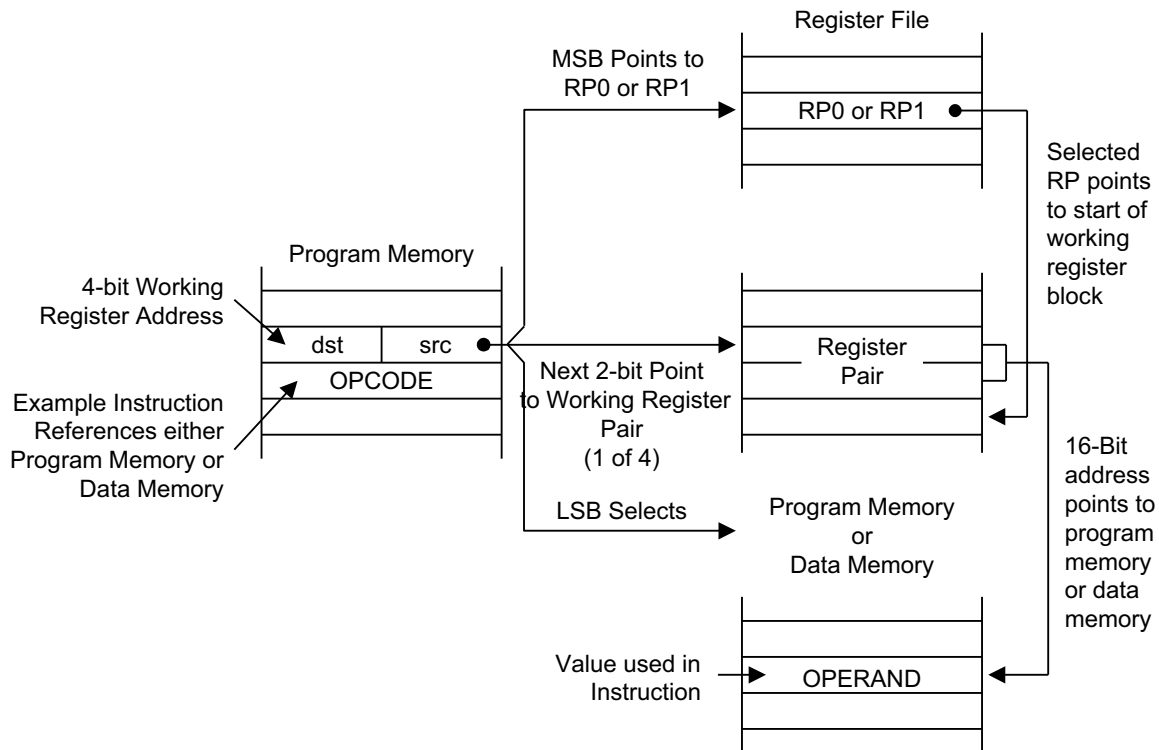 Register File
MSB Points to
RP0 or RP1
RP0 or RP1
Selected
RP points
to start of
working
register
block
Program Memory
4-bit Working
Register Address
dst
src
OPCODE
Example Instruction
References either
Program Memory or
Data Memory
Next 2-bit Point
to Working Register
Pair
(1 of 4)
Register
Pair
16-Bit
address
points to
program
memory
or data
memory
LSB Selects
Program Memory
or
Data Memory
Value used in
Instruction
OPERAND